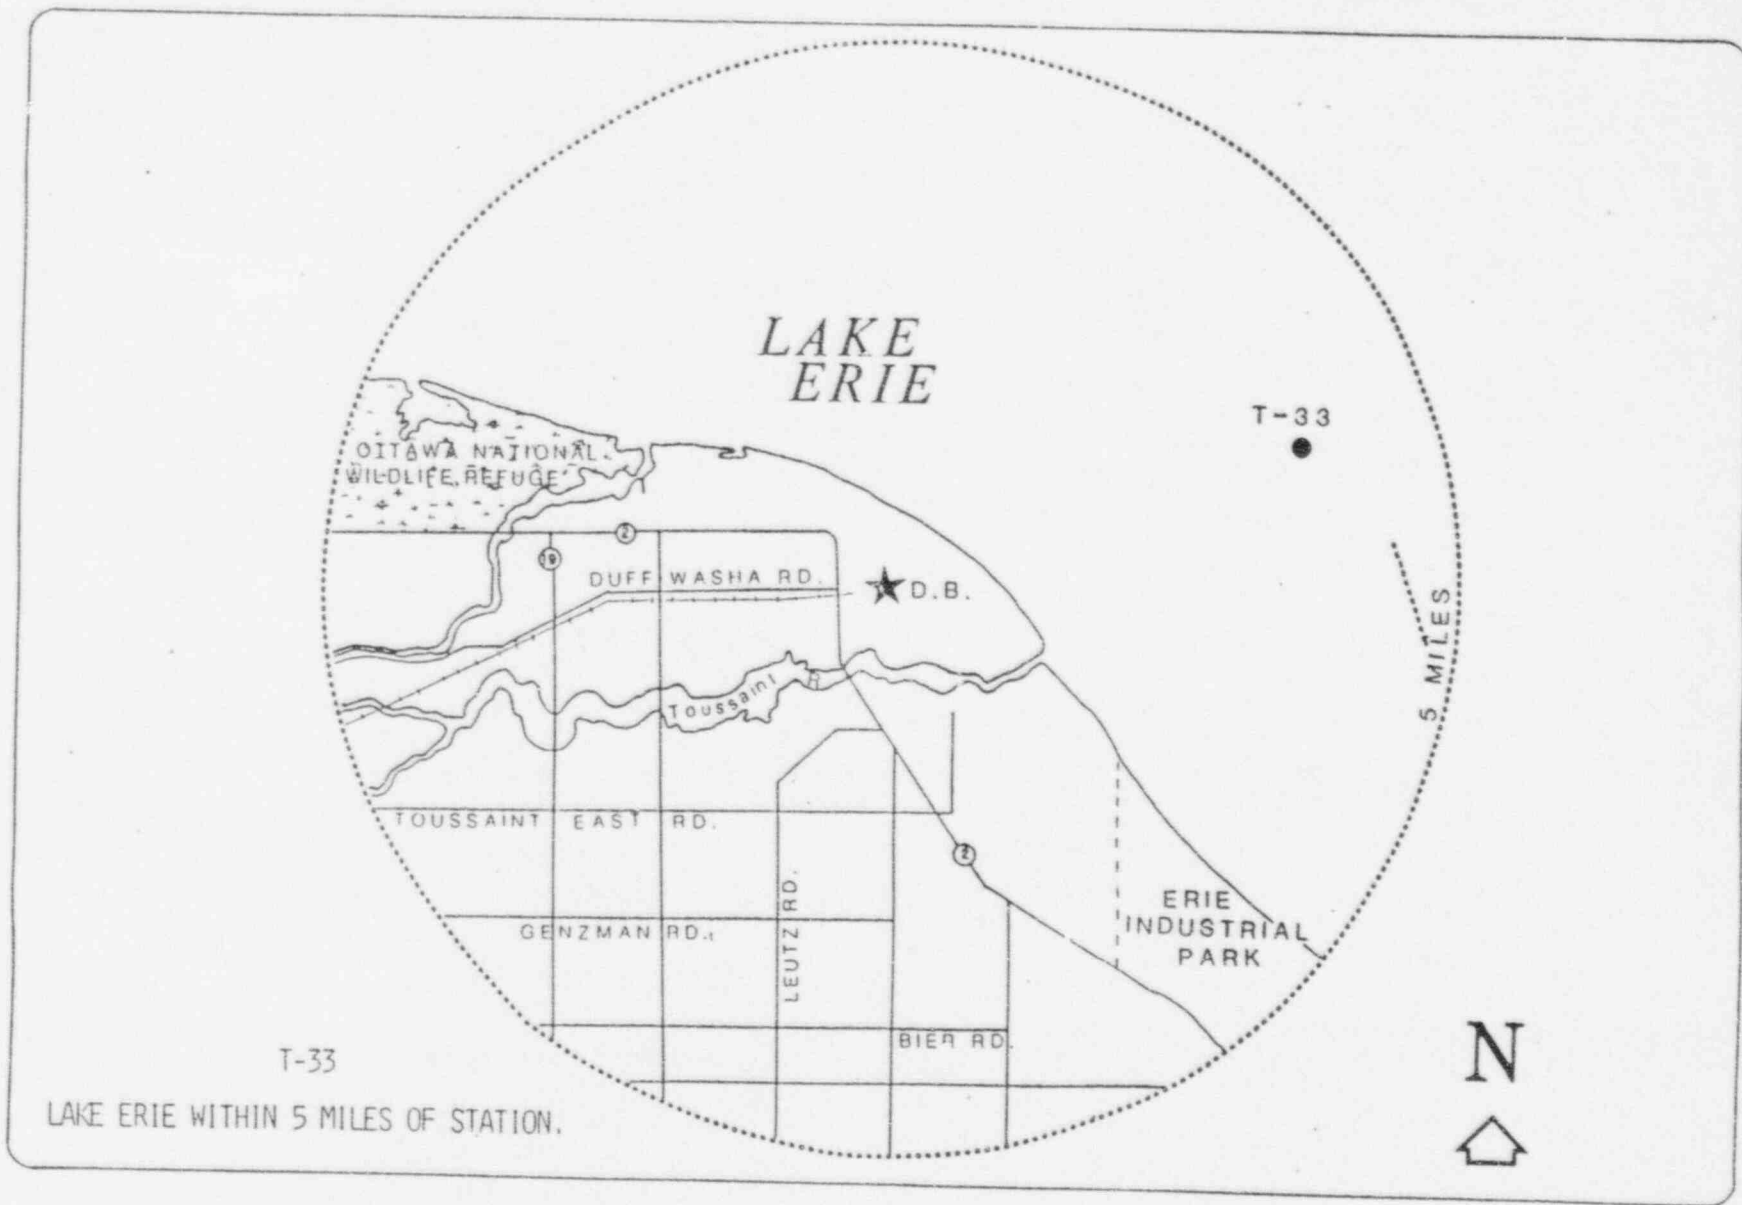 LAKE
ERIE
T-33
OITAWA NATIONAL
WILDLIFE REFUGE
2
19
DUFF WASHA RD.
D.B.
5 MILES
Toussaint R
TOUSSAINT EAST RD.
2
LEUTZ RD.
ERIE
INDUSTRIAL
PARK
GENZMAN RD.
BIER RD.
N
T-33
LAKE ERIE WITHIN 5 MILES OF STATION.